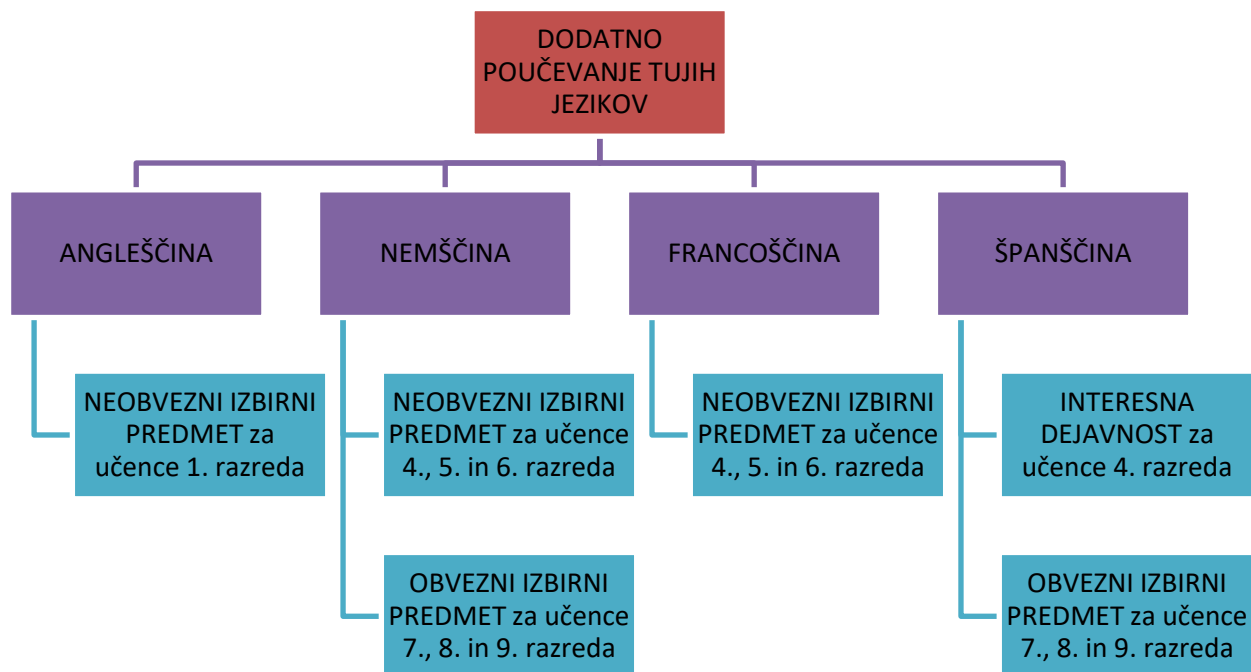 DODATNO
POUČEVANJE TUJIH
JEZIKOV
ANGLEŠČINA
NEMŠČINA
FRANCOŠČINA
ŠPANŠČINA
NEOBVEZNI IZBIRNI
PREDMET za
učence 1. razreda
NEOBVEZNI IZBIRNI
PREDMET za učence
4., 5. in 6. razreda
NEOBVEZNI IZBIRNI
PREDMET za učence
4., 5. in 6. razreda
INTERESNA
DEJAVNOST za
učence 4. razreda
OBVEZNI IZBIRNI
PREDMET za učence
7., 8. in 9. razreda
OBVEZNI IZBIRNI
PREDMET za učence
7., 8. in 9. razreda